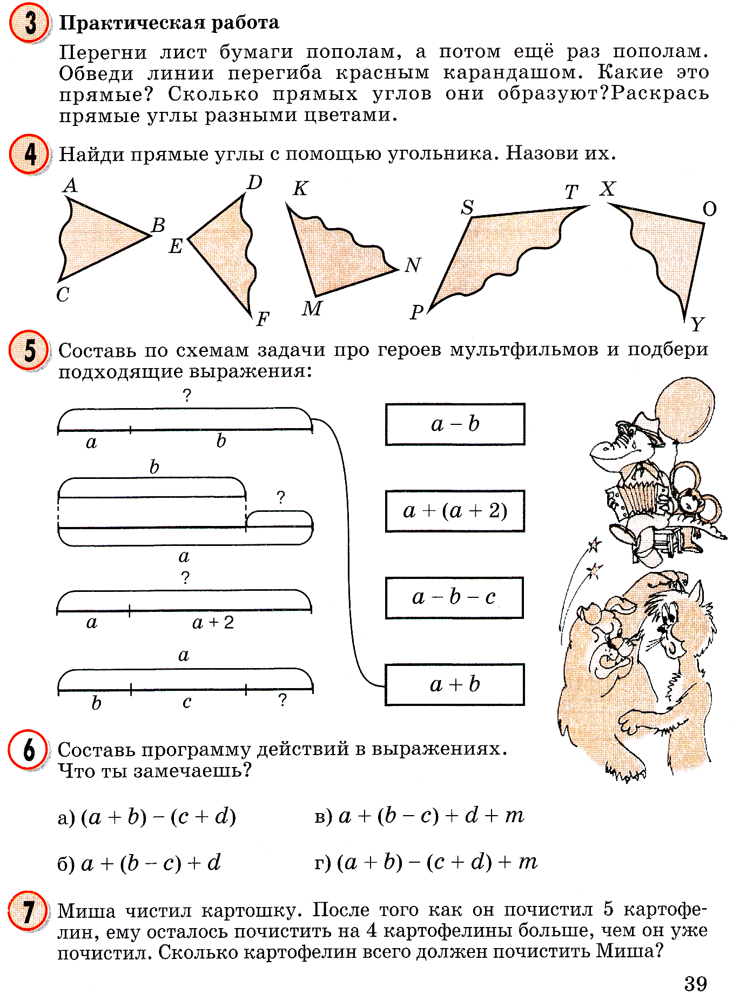 3 Практическая работа
Перегни лист бумаги пополам, а потом ещё раз пополам.
Обведи линии перегиба красным карандашом. Какие это
прямые? Сколько прямых углов они образуют?Раскрась
прямые углы разными цветами.
4 Найди прямые углы с помощью угольника. Назови их.
A B C
D E F
K M N
S T P
X O Y
5 Составь по схемам задачи про героев мультфильмов и подбери
подходящие выражения:
?
a b
a – b
b
?
a
a + (a + 2)
?
a a + 2
a – b – c
a
b c ?
a + b
6 Составь программу действий в выражениях.
Что ты замечаешь?
а) (a + b) – (c + d) в) a + (b – c) + d + m
б) a + (b – c) + d г) (a + b) – (c + d) + m
7 Миша чистил картошку. После того как он почистил 5 картофе-
лин, ему осталось почистить на 4 картофелины больше, чем он уже
почистил. Сколько картофелин всего должен почистить Миша?
39